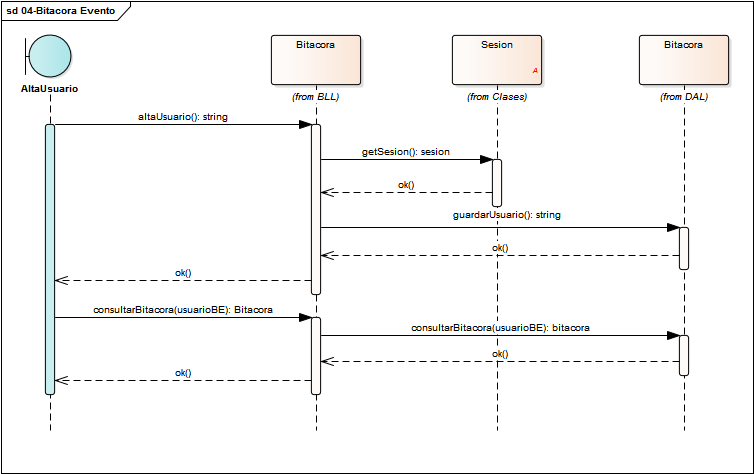 sd 04-Bitacora Evento
AltaUsuario
Bitacora
(from BLL)
Sesion
A
(from Clases)
Bitacora
(from DAL)
altaUsuario(): string
getSesion(): sesion
ok()
guardarUsuario(): string
ok()
ok()
consultarBitacora(usuarioBE): Bitacora
consultarBitacora(usuarioBE): bitacora
ok()
ok()